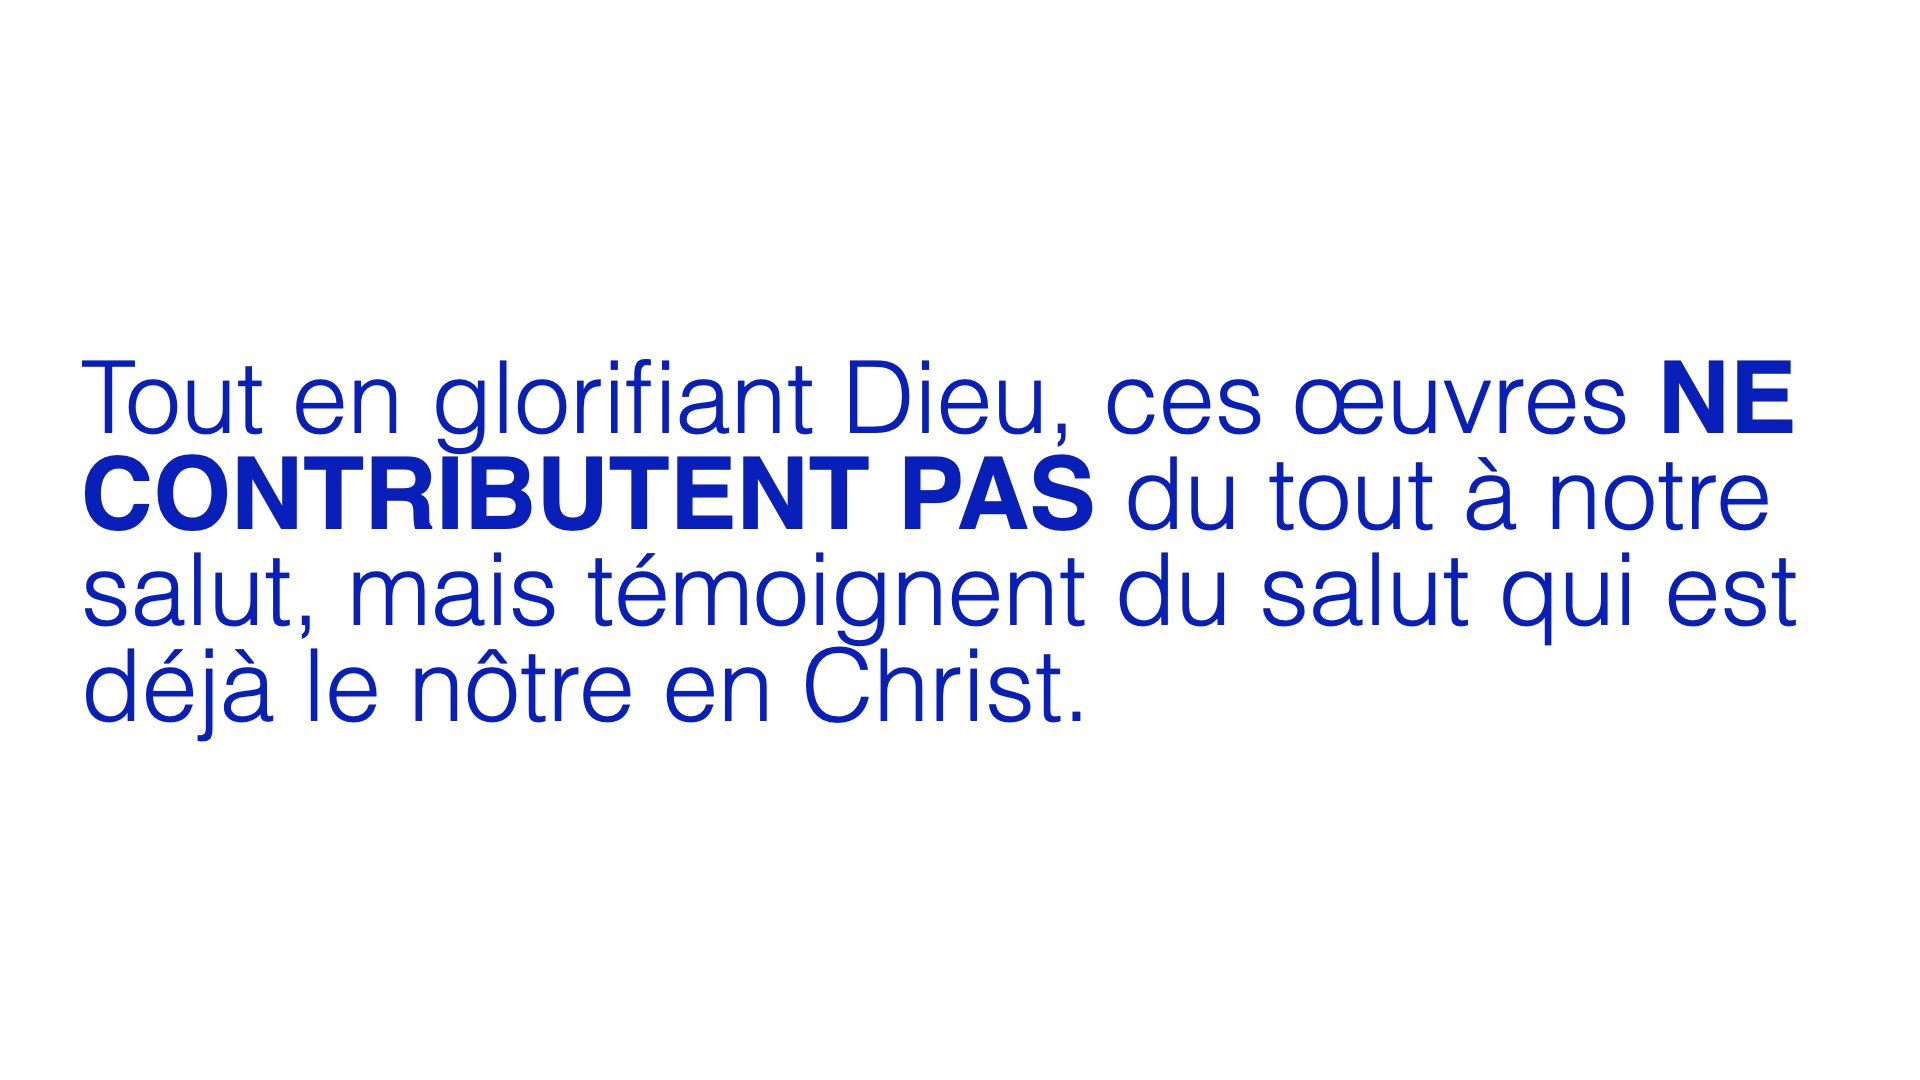 Tout en glorifiant Dieu, ces œuvres NE
CONTRIBUTENT PAS du tout à notre
salut, mais témoignent du salut qui est
déjà le nôtre en Christ.